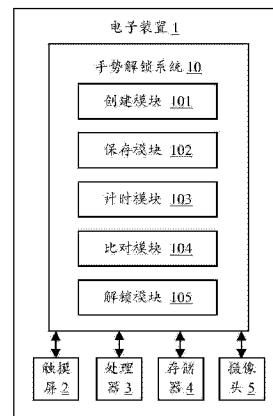 电子装置 1
手势解锁系统 10
创建模块 101
保存模块 102
计时模块 103
比对模块 104
解锁模块 105
触摸屏 2
处理器 3
存储器 4
摄像头 5